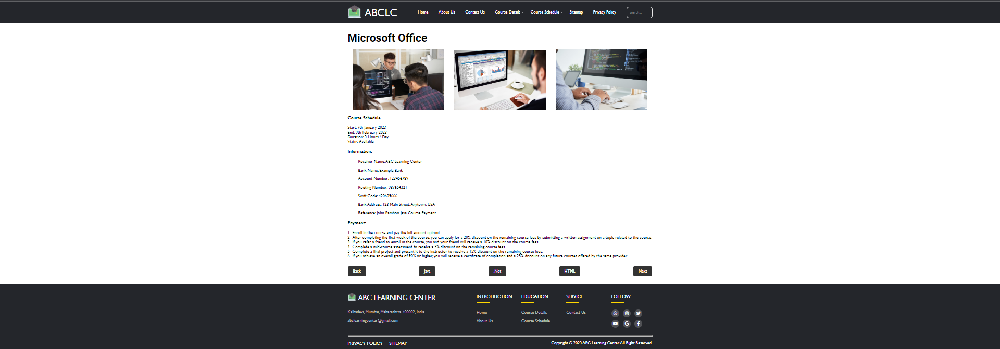 ABCLC Home About Us Contact Us Course Details Course Schedule Sitemap Privacy Policy Search...
Microsoft Office
Course Schedule
Start: 7th January 2023
End: 9th February 2023
Duration: 3 Hours / Day
Status: Available
Information:
Receiver Name: ABC Learning Center
Bank Name: Example Bank
Account Number: 123456789
Routing Number: 987654321
Swift Code: 420609666
Bank Address: 123 Main Street, Anytown, USA
Reference: John Bamboo Java Course Payment
Payment:
1 Enroll in the course and pay the full amount upfront.
2 After completing the first week of the course, you can apply for a 20% discount on the remaining course fees by submitting a written assignment on a topic related to the course.
3 If you refer a friend to enroll in the course, you and your friend will receive a 10% discount on the course fees.
4 Complete a mid-course assessment to receive a 5% discount on the remaining course fees.
5 Complete a final project and present it to the instructor to receive a 15% discount on the remaining course fees.
6 If you achieve an overall grade of 90% or higher, you will receive a certificate of completion and a 25% discount on any future courses offered by the same provider.
Back Java .Net HTML Next
ABC LEARNING CENTER
Kalbadevi, Mumbai, Maharashtra 400002, India
abclearningcenter@gmail.com
INTRODUCTION
Home
About Us
EDUCATION
Course Details
Course Schedule
SERVICE
Contact Us
FOLLOW
PRIVACY POLICY SITEMAP
Copyright © 2023 ABC Learning Center. All Right Reserved.